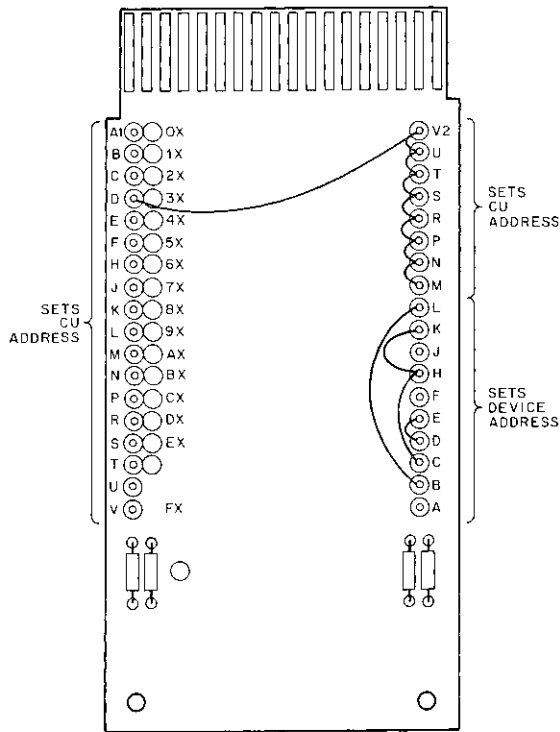 A1 0X
B 1X
C 2X
D 3X
E 4X
F 5X
H 6X
J 7X
K 8X
L 9X
M AX
N BX
P CX
R DX
S EX
T
U
V FX
SETS
CU
ADDRESS
V2
U
T
S
R
P
N
M
L
K
J
H
F
E
D
C
B
A
SETS
CU
ADDRESS
SETS
DEVICE
ADDRESS